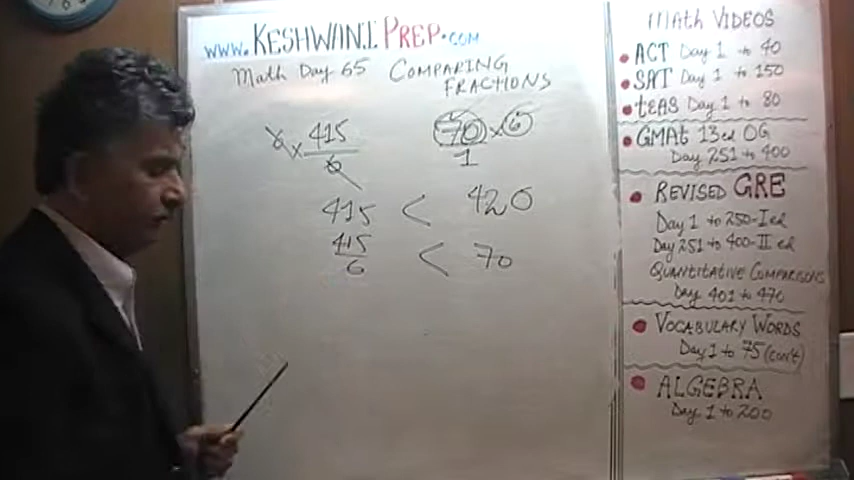 www.KESHWANI PREP.COM
Math Day 65 COMPARING
FRACTIONS
6 x 415/6
70 x 6
1
415 < 420
415/6 < 70
Math VIDEOS
ACT Day 1 to 40
SAT Day 1 to 150
tEAS Day 1 to 80
GMAt 13 ed OG
Day 251 to 400
REVISED GRE
Day 1 to 250-I ed
Day 251 to 400-II ed
QUANTITATIVE COMPARISONS
Day 401 to 470
VOCABULARY WORDS
Day 1 to 75 (con't)
ALGEBRA
Day 1 to 200